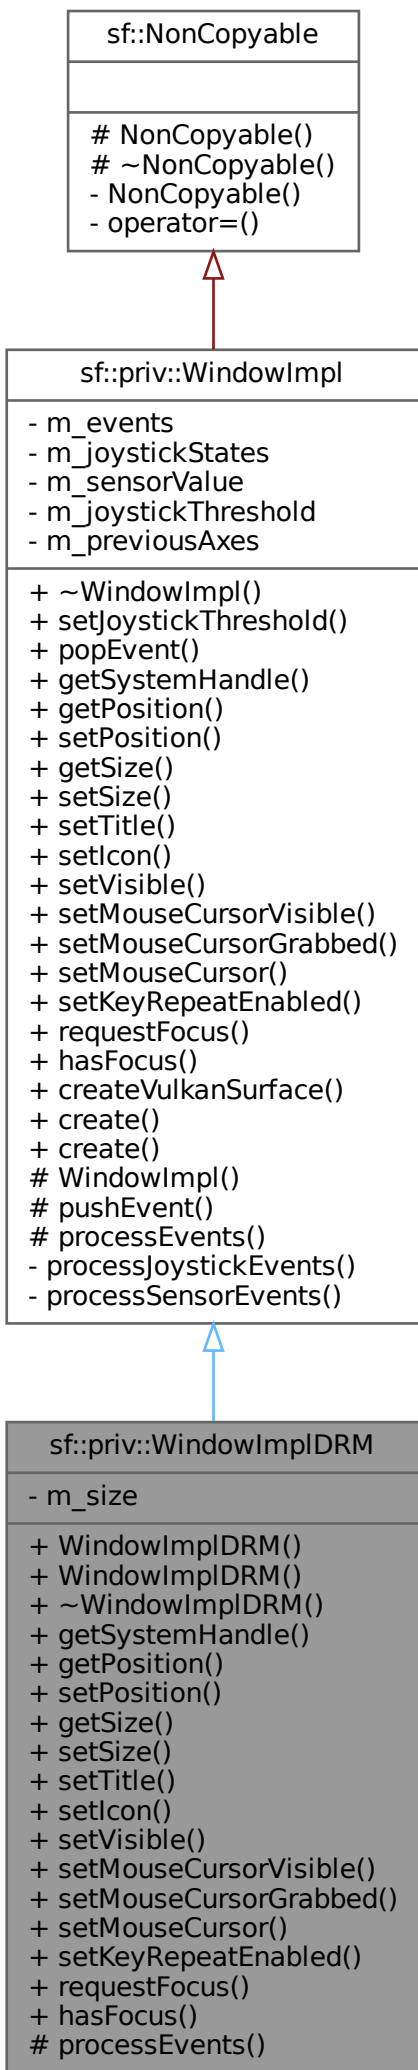 sf::NonCopyable
# NonCopyable()
# ~NonCopyable()
- NonCopyable()
- operator=()
sf::priv::WindowImpl
- m_events
- m_joystickStates
- m_sensorValue
- m_joystickThreshold
- m_previousAxes
+ ~WindowImpl()
+ setJoystickThreshold()
+ popEvent()
+ getSystemHandle()
+ getPosition()
+ setPosition()
+ getSize()
+ setSize()
+ setTitle()
+ setIcon()
+ setVisible()
+ setMouseCursorVisible()
+ setMouseCursorGrabbed()
+ setMouseCursor()
+ setKeyRepeatEnabled()
+ requestFocus()
+ hasFocus()
+ createVulkanSurface()
+ create()
+ create()
# WindowImpl()
# pushEvent()
# processEvents()
- processJoystickEvents()
- processSensorEvents()
sf::priv::WindowImplDRM
- m_size
+ WindowImplDRM()
+ WindowImplDRM()
+ ~WindowImplDRM()
+ getSystemHandle()
+ getPosition()
+ setPosition()
+ getSize()
+ setSize()
+ setTitle()
+ setIcon()
+ setVisible()
+ setMouseCursorVisible()
+ setMouseCursorGrabbed()
+ setMouseCursor()
+ setKeyRepeatEnabled()
+ requestFocus()
+ hasFocus()
# processEvents()